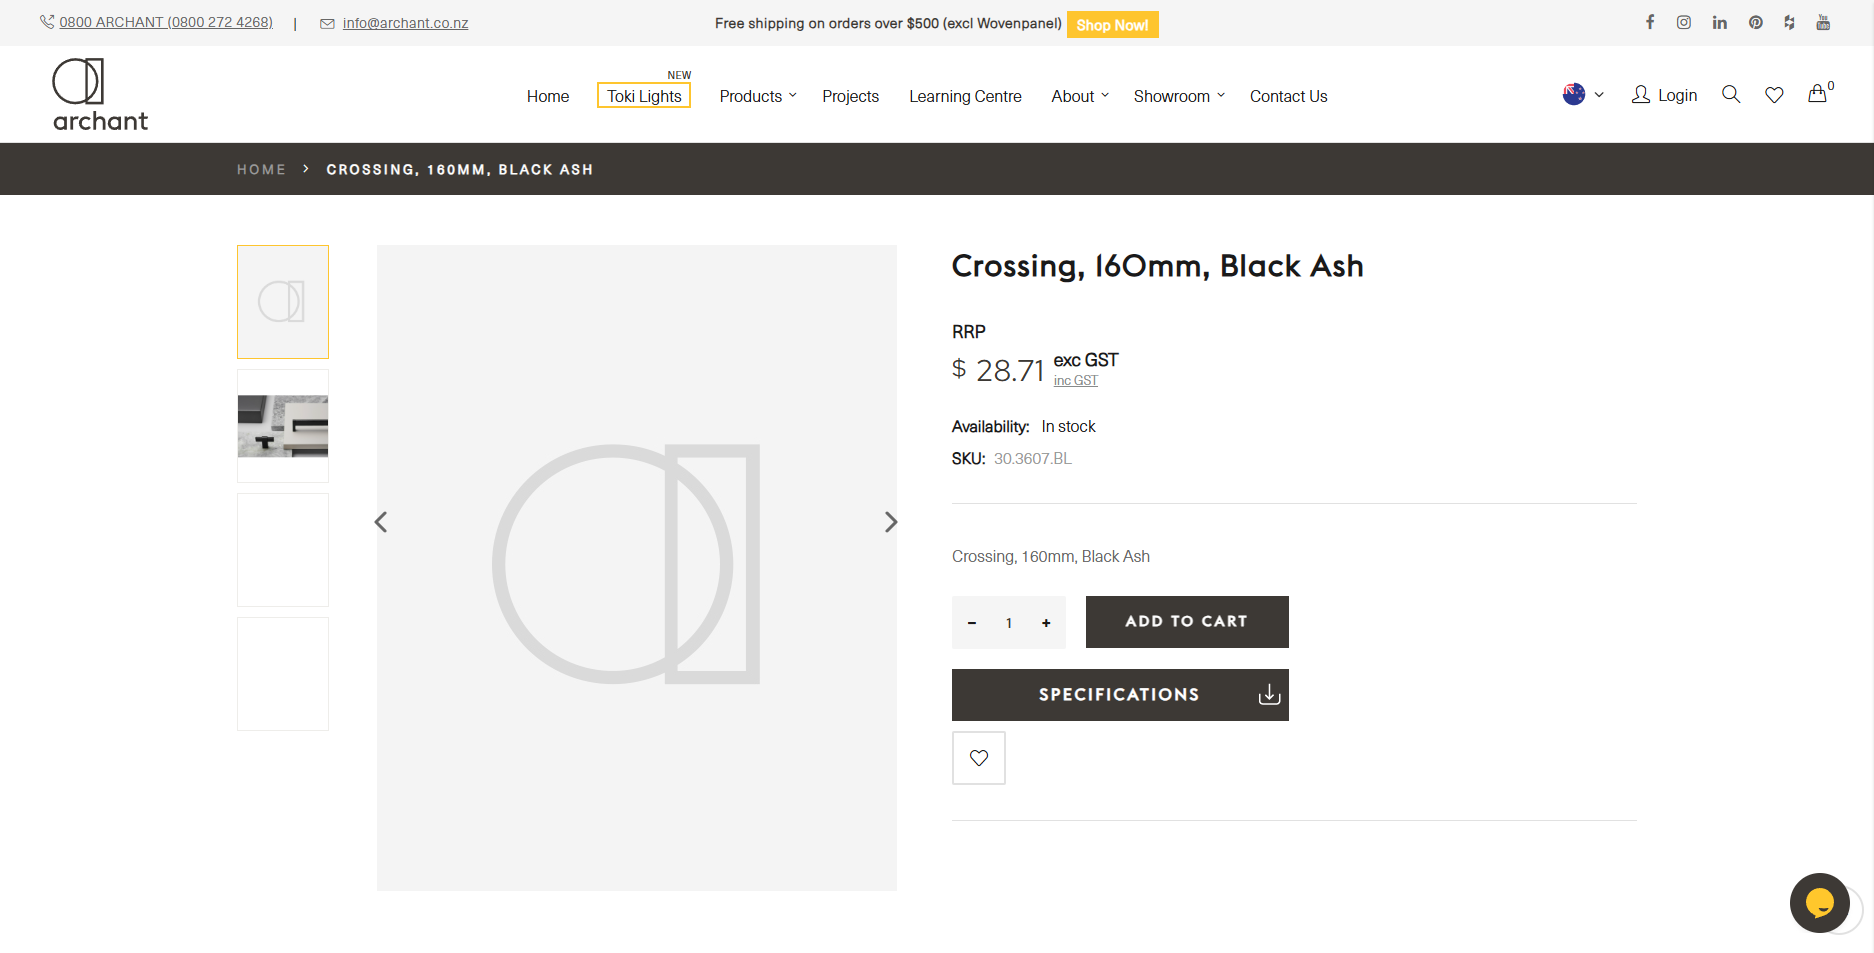 0800 ARCHANT (0800 272 4268) | info@archant.co.nz
Free shipping on orders over $500 (excl Wovenpanel) Shop Now!
You Tube
archant
NEW
Home Toki Lights Products Projects Learning Centre About Showroom Contact Us
Login 0
HOME > CROSSING, 160MM, BLACK ASH
Crossing, 160mm, Black Ash
RRP
$ 28.71 exc GST
inc GST
Availability: In stock
SKU: 30.3607.BL
Crossing, 160mm, Black Ash
- 1 + ADD TO CART
SPECIFICATIONS